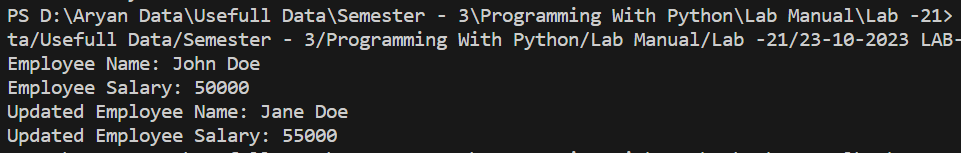 PS D:\Aryan Data\Usefull Data\Semester - 3\Programming With Python\Lab Manual\Lab -21>
ta/Usefull Data/Semester - 3/Programming With Python/Lab Manual/Lab -21/23-10-2023 LAB-
Employee Name: John Doe
Employee Salary: 50000
Updated Employee Name: Jane Doe
Updated Employee Salary: 55000